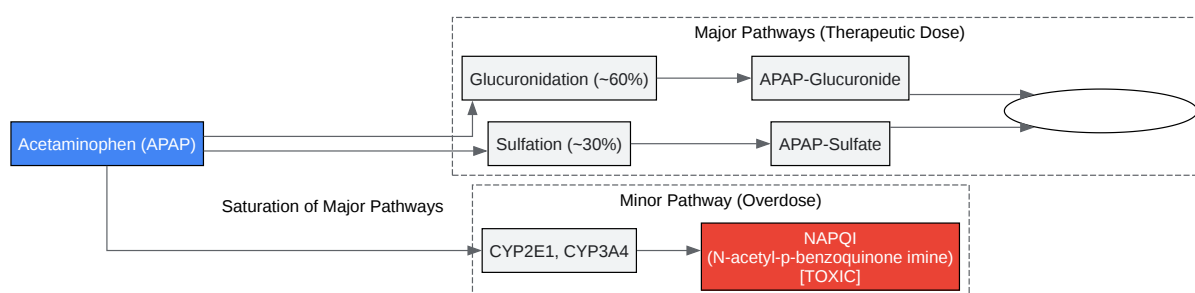 Major Pathways (Therapeutic Dose)
Glucuronidation (~60%)
APAP-Glucuronide
Acetaminophen (APAP)
Sulfation (~30%)
APAP-Sulfate
Saturation of Major Pathways
Minor Pathway (Overdose)
CYP2E1, CYP3A4
NAPQI
(N-acetyl-p-benzoquinone imine)
[TOXIC]